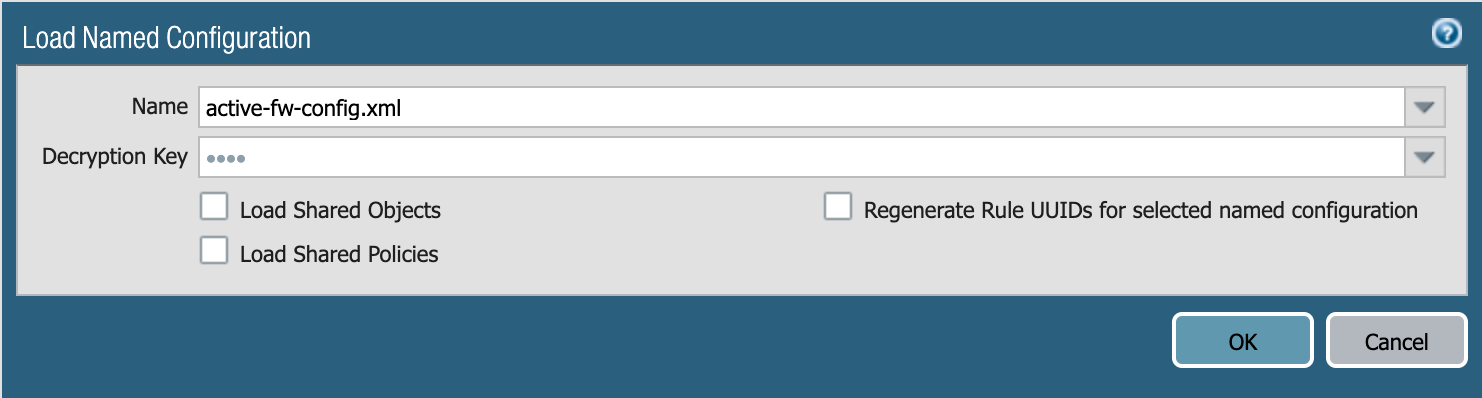 Load Named Configuration
Name active-fw-config.xml
Decryption Key ••••
Load Shared Objects
Regenerate Rule UUIDs for selected named configuration
Load Shared Policies
OK Cancel